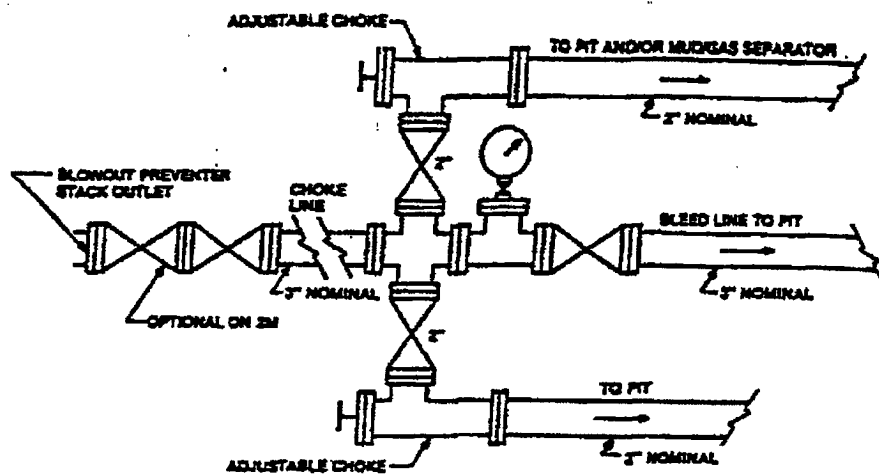 ADJUSTABLE CHOKE
TO PIT AND/OR MUD/GAS SEPARATOR
2" NOMINAL
2"
BLOWOUT PREVENTER
STACK OUTLET
CHOKE
LINE
BLEED LINE TO PIT
3" NOMINAL
3" NOMINAL
OPTIONAL ON 2M
2"
TO PIT
ADJUSTABLE CHOKE
2" NOMINAL